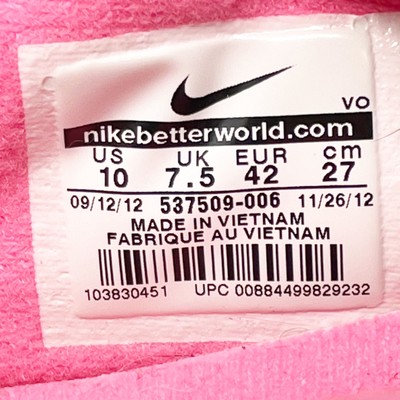 VO
nikebetterworld.com
US UK EUR cm
10 7.5 42 27
09/12/12 537509-006 11/26/12
MADE IN VIETNAM
FABRIQUE AU VIETNAM
103830451 UPC 00884499829232